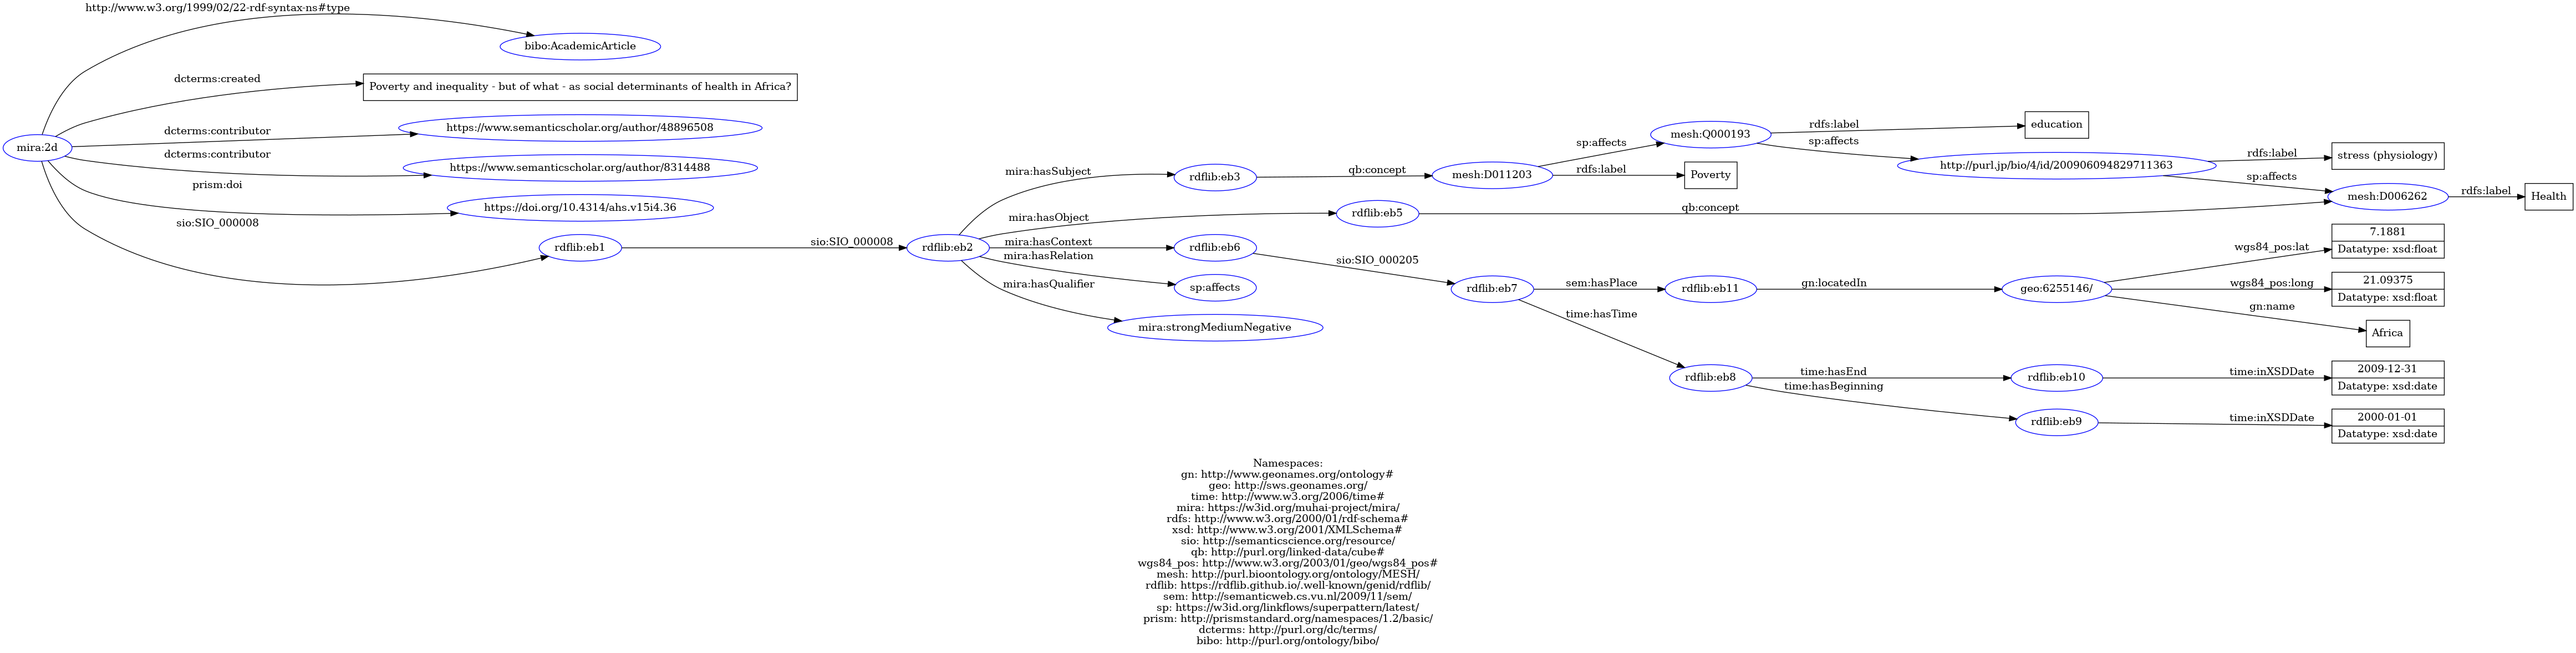 http://www.w3.org/1999/02/22-rdf-syntax-ns#type
bibo:AcademicArticle
dcterms:created
Poverty and inequality - but of what - as social determinants of health in Africa?
dcterms:contributor
https://www.semanticscholar.org/author/48896508
mira:2d
dcterms:contributor
https://www.semanticscholar.org/author/8314488
prism:doi
https://doi.org/10.4314/ahs.v15i4.36
sio:SIO_000008
rdflib:eb1
sio:SIO_000008
rdflib:eb2
mira:hasSubject
rdflib:eb3
qb:concept
mesh:D011203
sp:affects
mesh:Q000193
rdfs:label
education
sp:affects
http://purl.jp/bio/4/id/200906094829711363
rdfs:label
stress (physiology)
sp:affects
mesh:D006262
rdfs:label
Health
rdfs:label
Poverty
mira:hasObject
rdflib:eb5
qb:concept
mira:hasContext
rdflib:eb6
sio:SIO_000205
rdflib:eb7
sem:hasPlace
rdflib:eb11
gn:locatedIn
geo:6255146/
wgs84_pos:lat
7.1881
Datatype: xsd:float
wgs84_pos:long
21.09375
Datatype: xsd:float
gn:name
Africa
mira:hasRelation
sp:affects
mira:hasQualifier
mira:strongMediumNegative
time:hasTime
rdflib:eb8
time:hasEnd
rdflib:eb10
time:inXSDDate
2009-12-31
Datatype: xsd:date
time:hasBeginning
rdflib:eb9
time:inXSDDate
2000-01-01
Datatype: xsd:date
Namespaces:
gn: http://www.geonames.org/ontology#
geo: http://sws.geonames.org/
time: http://www.w3.org/2006/time#
mira: https://w3id.org/muhai-project/mira/
rdfs: http://www.w3.org/2000/01/rdf-schema#
xsd: http://www.w3.org/2001/XMLSchema#
sio: http://semanticscience.org/resource/
qb: http://purl.org/linked-data/cube#
wgs84_pos: http://www.w3.org/2003/01/geo/wgs84_pos#
mesh: http://purl.bioontology.org/ontology/MESH/
rdflib: https://rdflib.github.io/.well-known/genid/rdflib/
sem: http://semanticweb.cs.vu.nl/2009/11/sem/
sp: https://w3id.org/linkflows/superpattern/latest/
prism: http://prismstandard.org/namespaces/1.2/basic/
dcterms: http://purl.org/dc/terms/
bibo: http://purl.org/ontology/bibo/